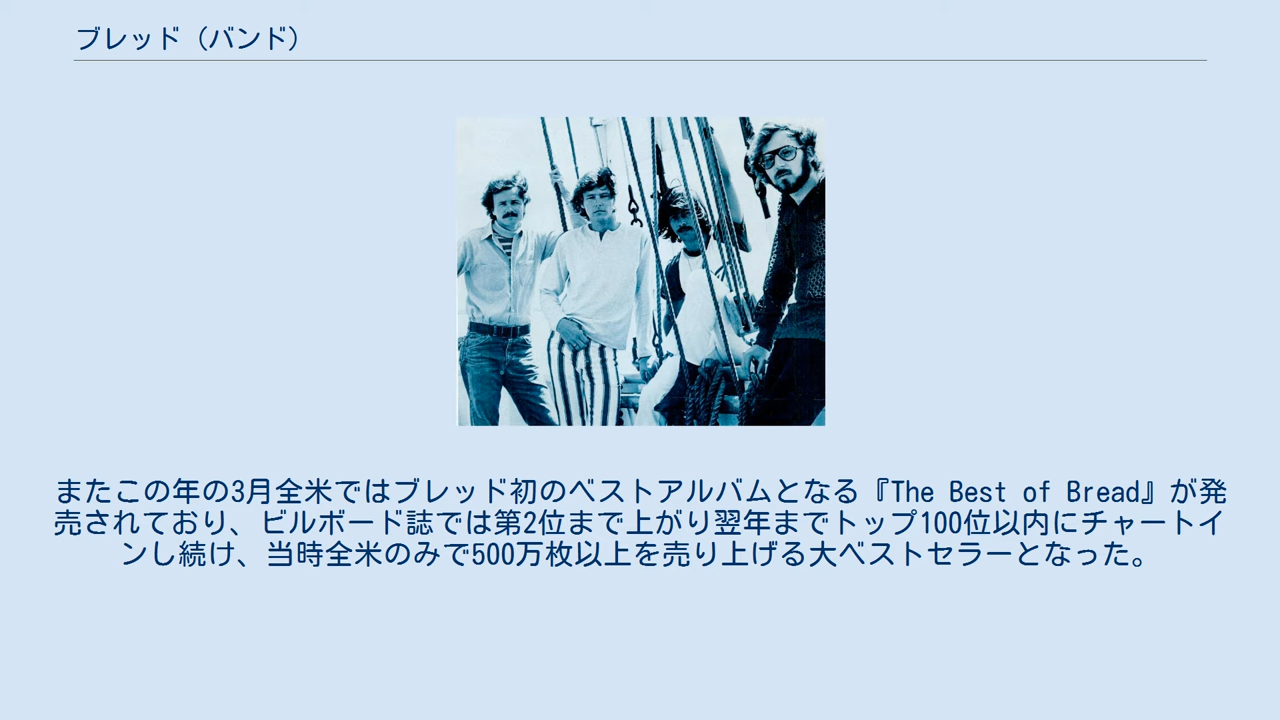 ブレッド（バンド）
またこの年の3月全米ではブレッド初のベストアルバムとなる『The Best of Bread』が発
売されており、ビルボード誌では第2位まで上がり翌年までトップ100位以内にチャートイ
ンし続け、当時全米のみで500万枚以上を売り上げる大ベストセラーとなった。